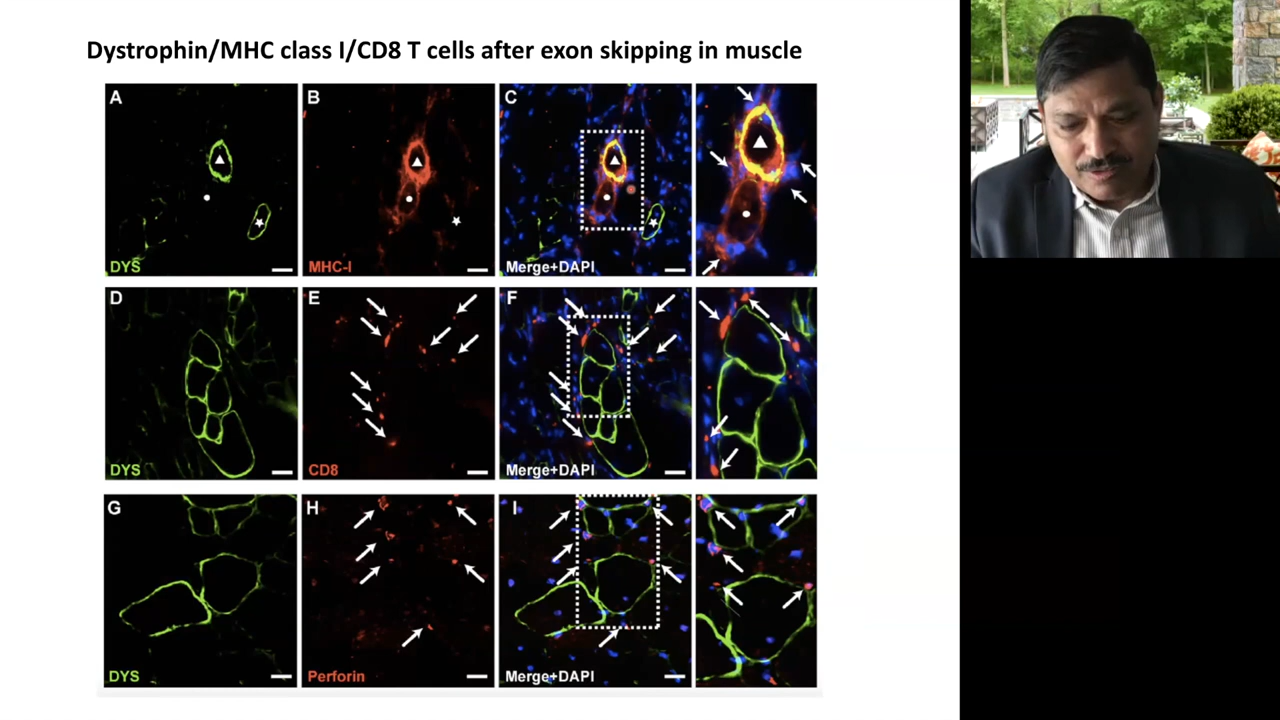 Dystrophin/MHC class I/CD8 T cells after exon skipping in muscle
A
B
C
DYS
MHC-I
Merge+DAPI
D
E
F
DYS
CD8
Merge+DAPI
G
H
I
DYS
Perforin
Merge+DAPI